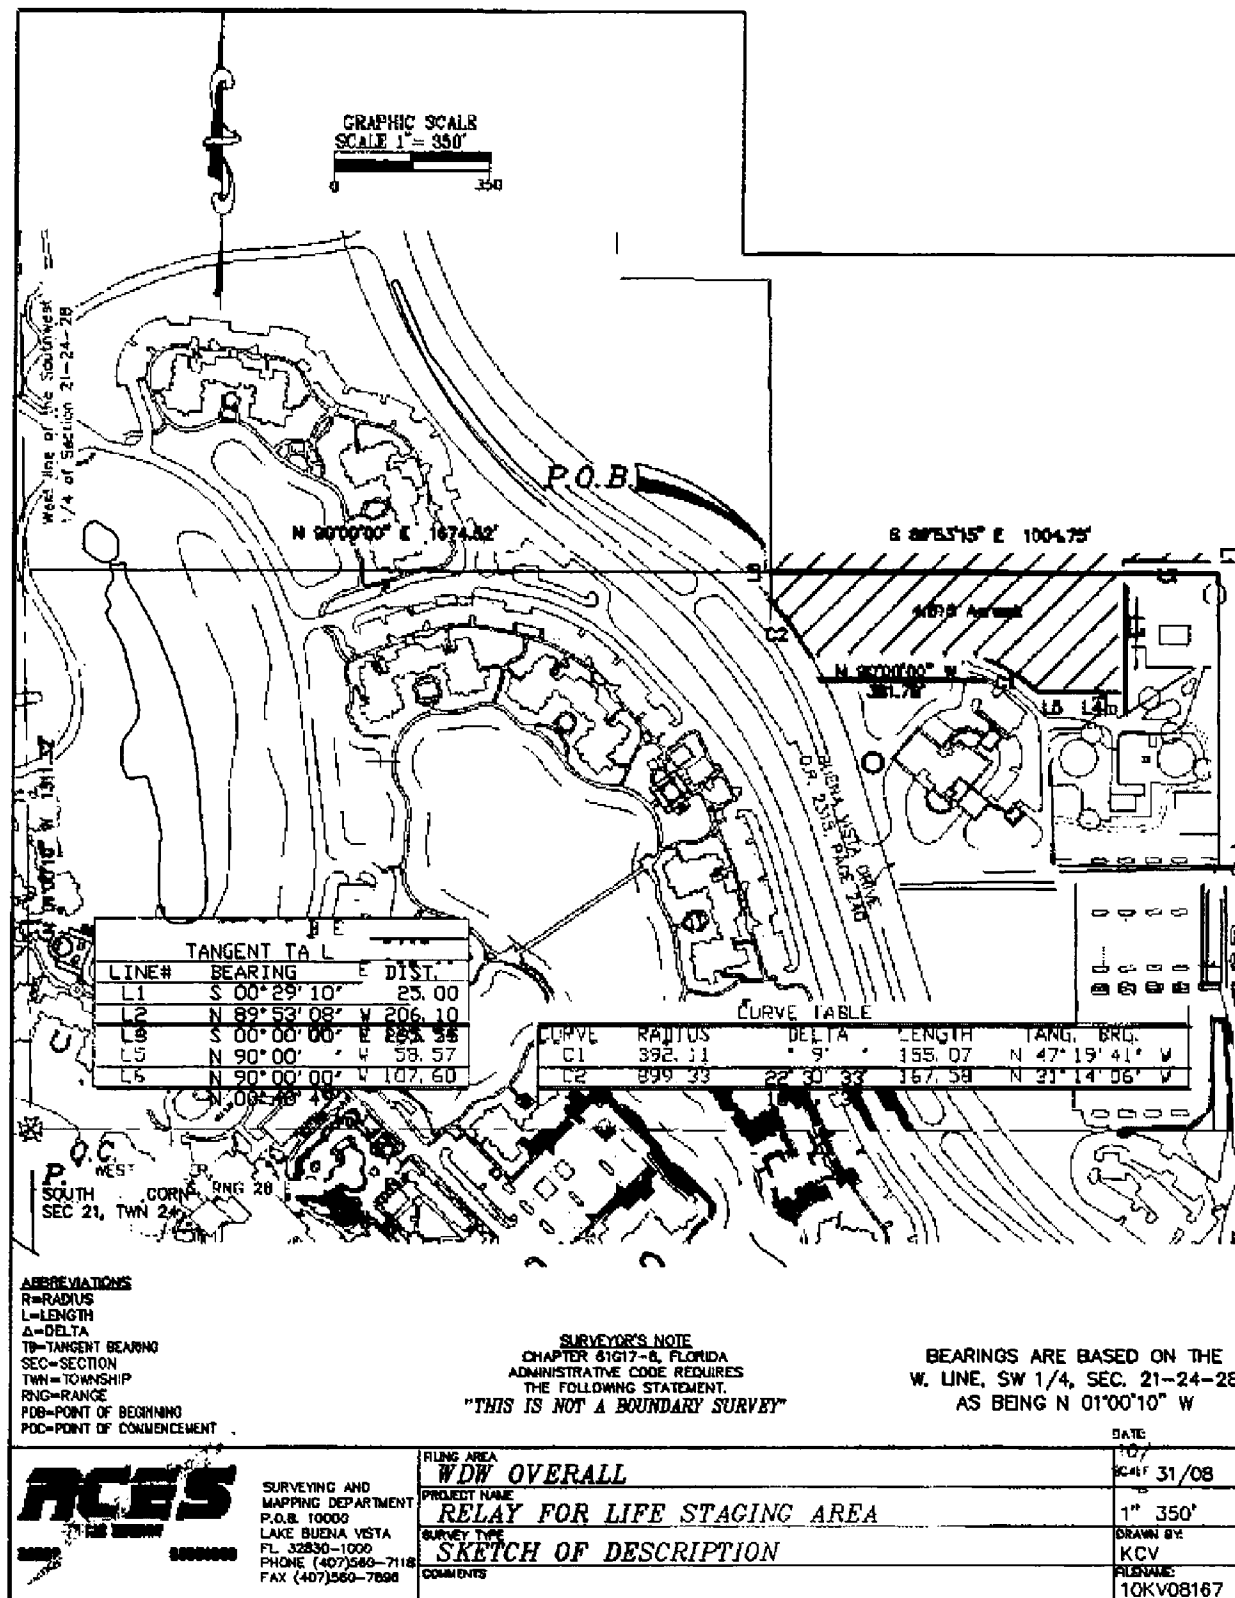 GRAPHIC SCALE
SCALE 1"= 350'
0 350
West line of the Southwest
1/4 of Section 21-24-28
P.O.B.
N 90°00'00" E 1674.52'
S 89°53'15" E 1004.75'
C2
N 90°00'00" W
381.78'
L5 L4
BUENA VISTA DRIVE
O.R. 2313, PAGE 240
TANGENT TA L
LINE# BEARING DIST.
L1 S 00°29'10" 25.00
L2 N 89°53'08" W 206.10
L3 S 00°00'00" E
L5 N 90°00' " W 58.57
L6 N 90°00'00" W 107.60
CURVE TABLE
CURVE RADIUS DELTA LENGTH TANG. BRG.
C1 392.11 ° 9' " 155.07 N 47°19'41" W
C2 899.33 167.58 N 31°14'06" W
P. O.C.
WEST
SOUTH CORN RNG 28
SEC 21, TWN 24
ABBREVIATIONS
R=RADIUS
L=LENGTH
Δ=DELTA
TB=TANGENT BEARING
SEC=SECTION
TWN=TOWNSHIP
RNG=RANGE
POB=POINT OF BEGINNING
POC=POINT OF COMMENCEMENT
SURVEYOR'S NOTE
CHAPTER 61G17-6, FLORIDA
ADMINISTRATIVE CODE REQUIRES
THE FOLLOWING STATEMENT.
"THIS IS NOT A BOUNDARY SURVEY"
BEARINGS ARE BASED ON THE
W. LINE, SW 1/4, SEC. 21-24-28
AS BEING N 01°00'10" W
RCES
SURVEYING AND
MAPPING DEPARTMENT
P.O.B. 10000
LAKE BUENA VISTA
FL 32830-1000
PHONE (407)560-7118
FAX (407)560-7898
FILING AREA
WDW OVERALL
PROJECT NAME
RELAY FOR LIFE STAGING AREA
SURVEY TYPE
SKETCH OF DESCRIPTION
COMMENTS
DATE:
10/
SCALE 31/08
1" 350'
DRAWN BY:
KCV
FILENAME:
10KV08167